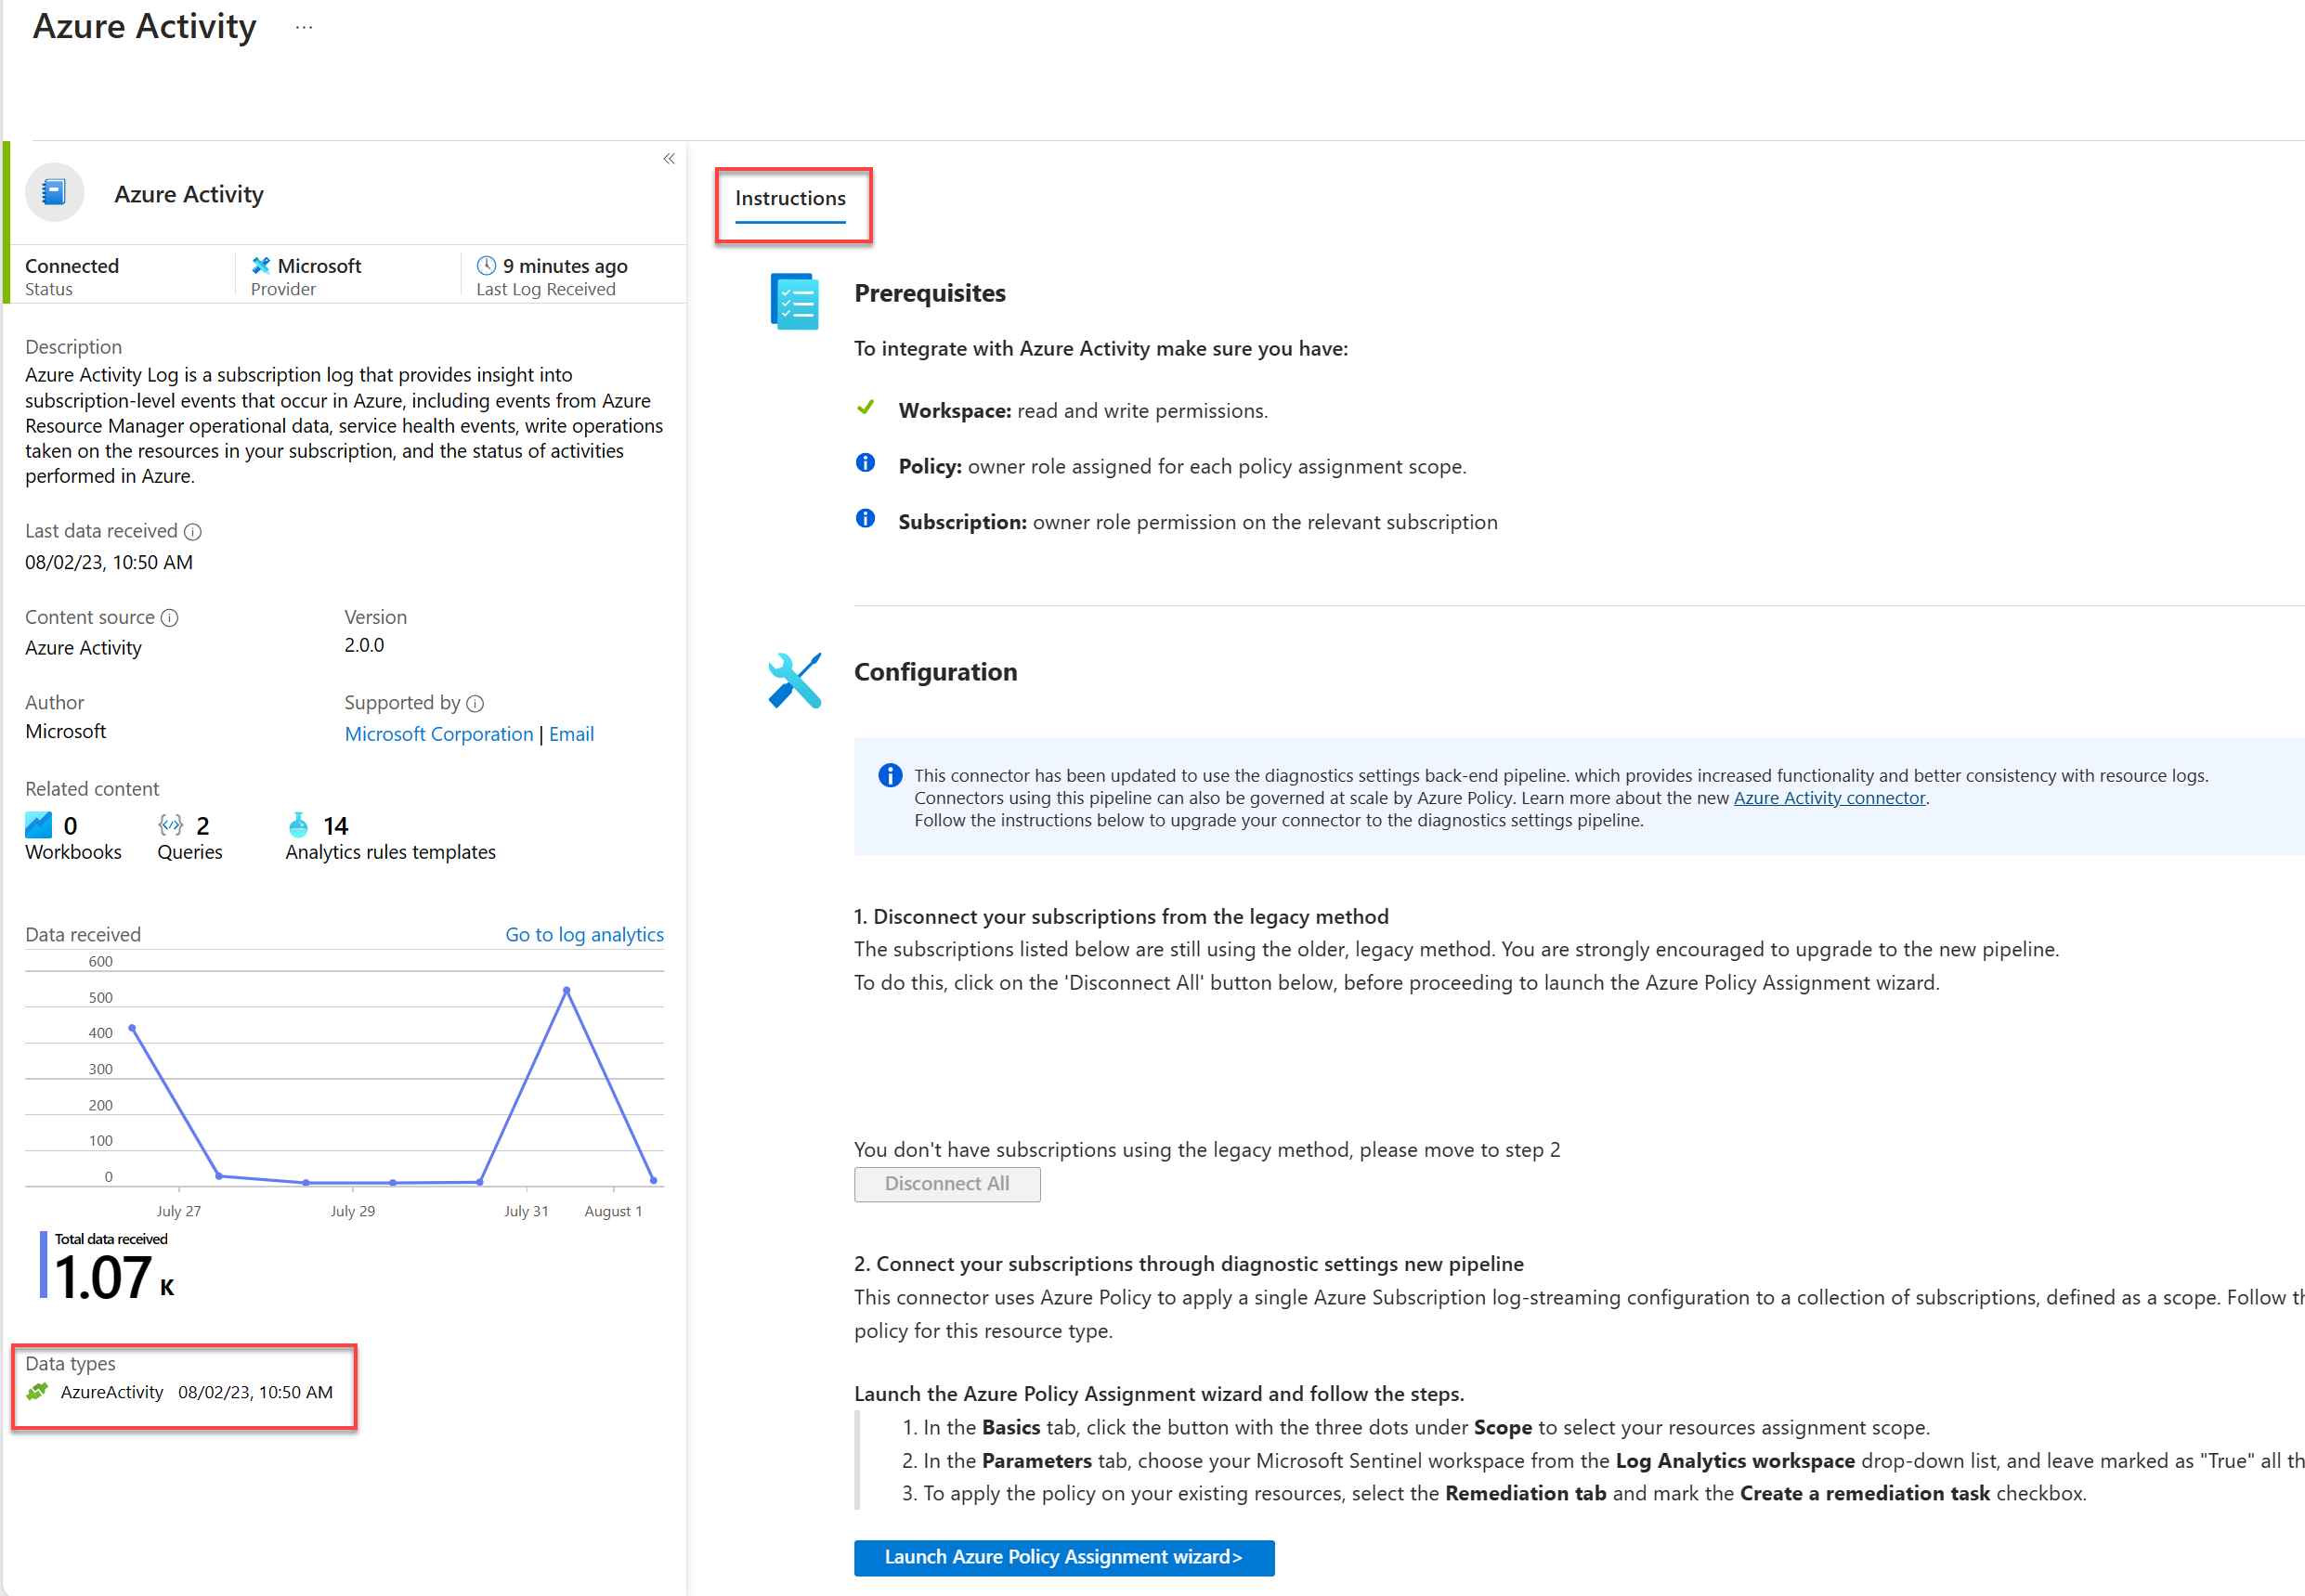 Azure Activity ...
Azure Activity
Connected
Status
Microsoft
Provider
9 minutes ago
Last Log Received
Description
Azure Activity Log is a subscription log that provides insight into
subscription-level events that occur in Azure, including events from Azure
Resource Manager operational data, service health events, write operations
taken on the resources in your subscription, and the status of activities
performed in Azure.
Last data received
08/02/23, 10:50 AM
Content source
Azure Activity
Version
2.0.0
Author
Microsoft
Supported by
Microsoft Corporation | Email
Related content
0
Workbooks
2
Queries
14
Analytics rules templates
Data received
Go to log analytics
600
500
400
300
200
100
0
July 27
July 29
July 31
August 1
Total data received
1.07 K
Data types
AzureActivity 08/02/23, 10:50 AM
Instructions
Prerequisites
To integrate with Azure Activity make sure you have:
Workspace: read and write permissions.
Policy: owner role assigned for each policy assignment scope.
Subscription: owner role permission on the relevant subscription
Configuration
This connector has been updated to use the diagnostics settings back-end pipeline. which provides increased functionality and better consistency with resource logs.
Connectors using this pipeline can also be governed at scale by Azure Policy. Learn more about the new Azure Activity connector.
Follow the instructions below to upgrade your connector to the diagnostics settings pipeline.
1. Disconnect your subscriptions from the legacy method
The subscriptions listed below are still using the older, legacy method. You are strongly encouraged to upgrade to the new pipeline.
To do this, click on the 'Disconnect All' button below, before proceeding to launch the Azure Policy Assignment wizard.
You don't have subscriptions using the legacy method, please move to step 2
Disconnect All
2. Connect your subscriptions through diagnostic settings new pipeline
This connector uses Azure Policy to apply a single Azure Subscription log-streaming configuration to a collection of subscriptions, defined as a scope. Follow
policy for this resource type.
Launch the Azure Policy Assignment wizard and follow the steps.
1. In the Basics tab, click the button with the three dots under Scope to select your resources assignment scope.
2. In the Parameters tab, choose your Microsoft Sentinel workspace from the Log Analytics workspace drop-down list, and leave marked as "True" all
3. To apply the policy on your existing resources, select the Remediation tab and mark the Create a remediation task checkbox.
Launch Azure Policy Assignment wizard>